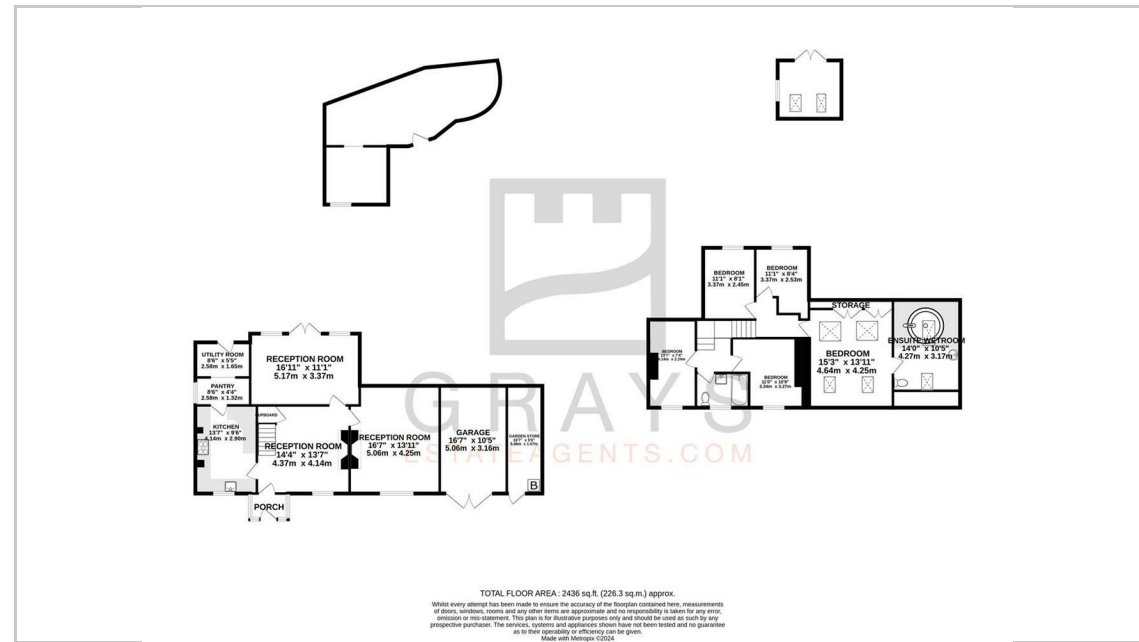 UTILITY ROOM
8'6" x 5'5"
2.58m x 1.65m
PANTRY
8'6" x 4'4"
2.58m x 1.32m
KITCHEN
13'7" x 9'6"
4.14m x 2.90m
RECEPTION ROOM
16'11" x 11'1"
5.17m x 3.37m
CUPBOARD
RECEPTION ROOM
14'4" x 13'7"
4.37m x 4.14m
PORCH
RECEPTION ROOM
16'7" x 13'11"
5.06m x 4.25m
GARAGE
16'7" x 10'5"
5.06m x 3.16m
GARDEN STORE
B
BEDROOM
11'1" x 8'1"
3.37m x 2.45m
BEDROOM
11'1" x 8'4"
3.37m x 2.53m
BEDROOM
BEDROOM
11'0" x 10'9"
3.34m x 3.27m
STORAGE
BEDROOM
15'3" x 13'11"
4.64m x 4.25m
ENSUITE WETROOM
14'0" x 10'5"
4.27m x 3.17m
GRAYS
ESTATEAGENTS.COM
TOTAL FLOOR AREA : 2436 sq.ft. (226.3 sq.m.) approx.
Whilst every attempt has been made to ensure the accuracy of the floorplan contained here, measurements
of doors, windows, rooms and any other items are approximate and no responsibility is taken for any error,
omission or mis-statement. This plan is for illustrative purposes only and should be used as such by any
prospective purchaser. The services, systems and appliances shown have not been tested and no guarantee
as to their operability or efficiency can be given.
Made with Metropix ©2024